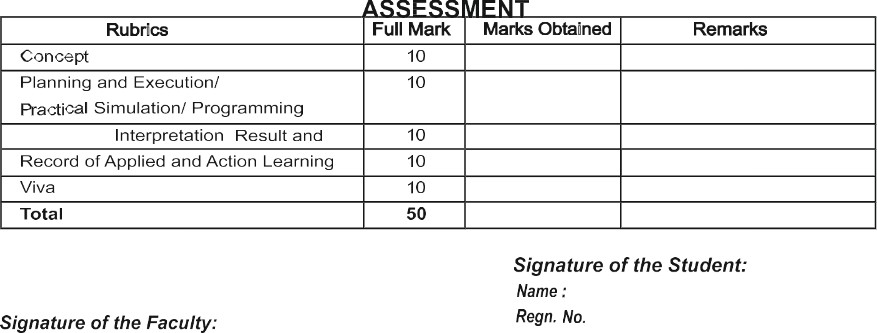 ASSESSMENT
Rubrics Full Mark Marks Obtained Remarks
Concept 10
Planning and Execution/ 10
Practical Simulation/ Programming
Interpretation Result and 10
Record of Applied and Action Learning 10
Viva 10
Total 50
Signature of the Student:
Name :
Regn. No.
Signature of the Faculty: